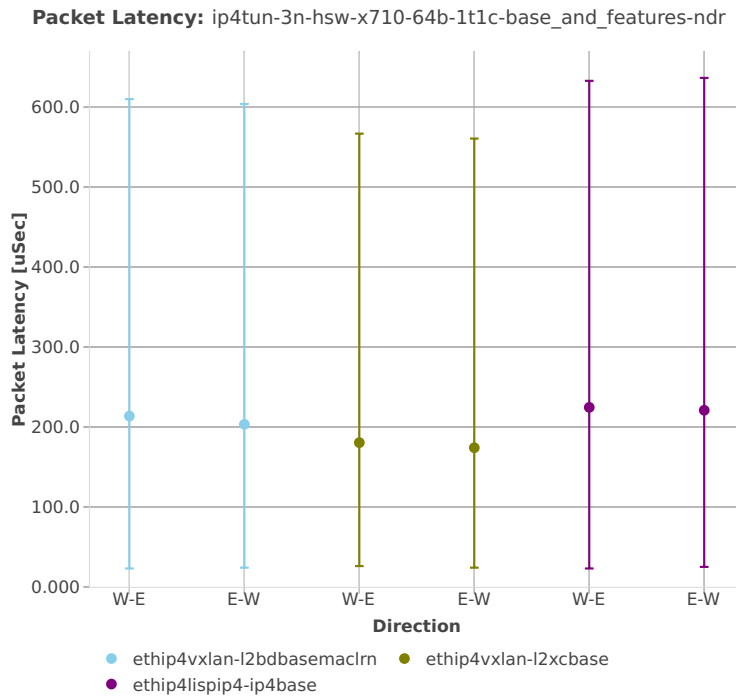 Packet Latency: ip4tun-3n-hsw-x710-64b-1t1c-base_and_features-ndr
600.0
500.0
400.0
300.0
200.0
100.0
0.000
Packet Latency [uSec]
W-E E-W W-E E-W W-E E-W
Direction
ethip4vxlan-l2bdbasemaclrn ethip4vxlan-l2xcbase
ethip4lispip4-ip4base